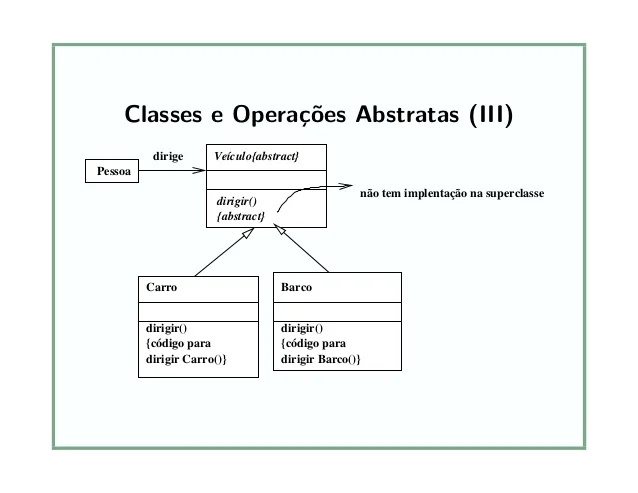 Classes e Operações Abstratas (III)
dirige
Veículo{abstract}
Pessoa
dirigir()
{abstract}
não tem implentação na superclasse
Carro
dirigir()
{código para
dirigir Carro()}
Barco
dirigir()
{código para
dirigir Barco()}